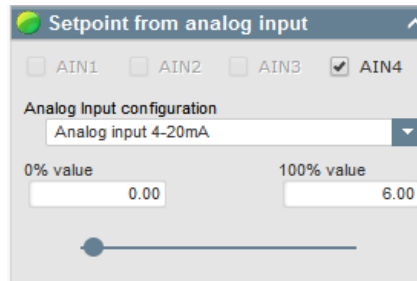 Setpoint from analog input
AIN1 AIN2 AIN3 AIN4
Analog Input configuration
Analog input 4-20mA
0% value 100% value
0.00 6.00